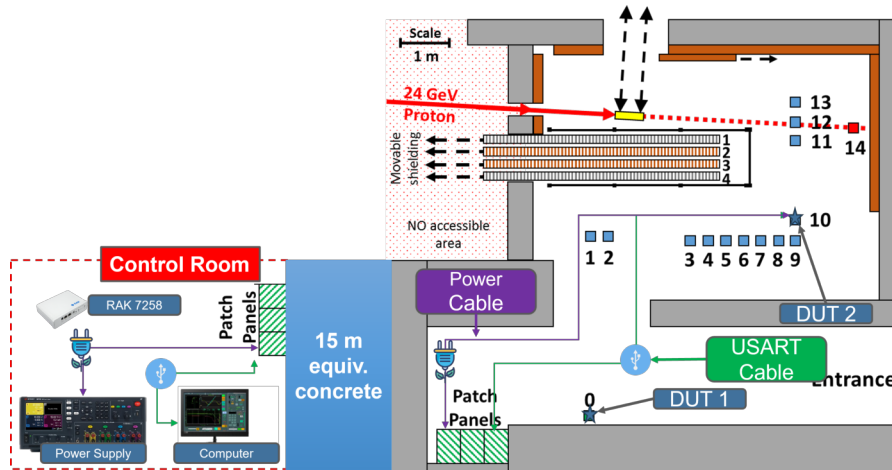 Scale
1 m
24 GeV
Proton
Movable
shielding
1
2
3
4
NO accessible
area
13
12
11
14
10
1 2
3 4 5 6 7 8 9
Control Room
RAK 7258
Patch
Panels
15 m
equiv.
concrete
Power
Cable
DUT 2
USART
Cable
Entrance
Patch
Panels
0
DUT 1
Power Supply
Computer